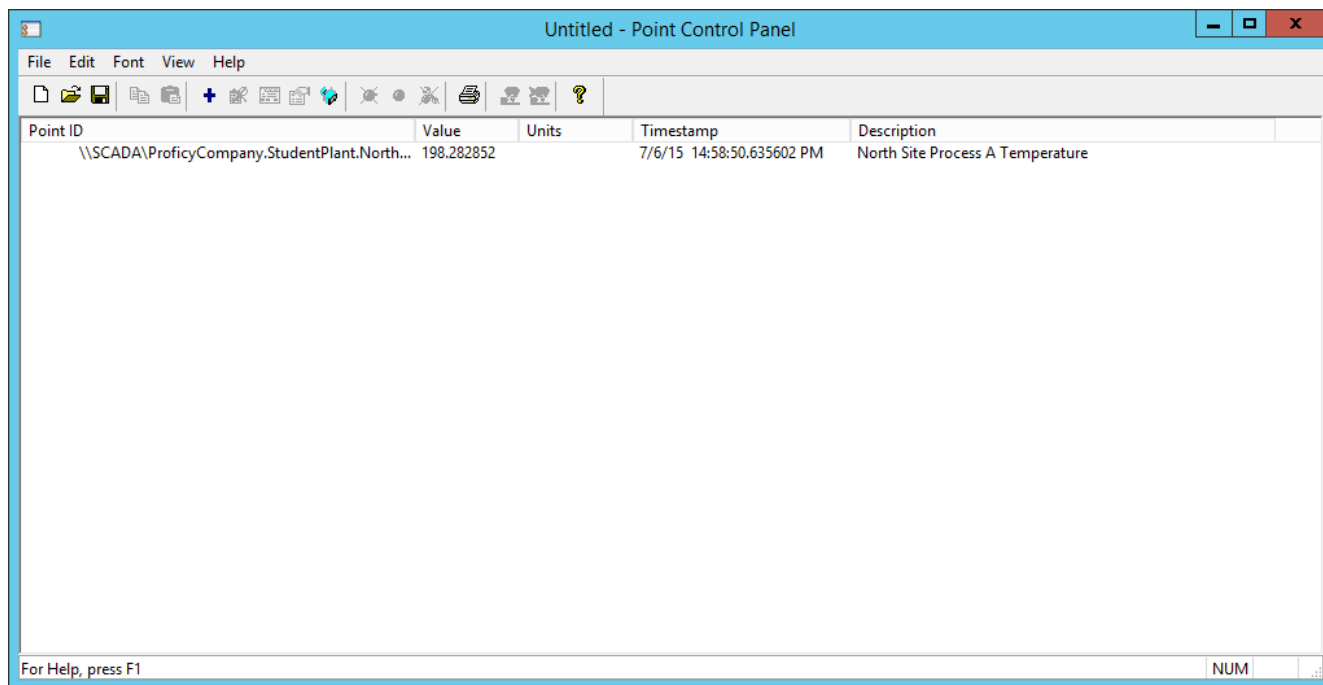 Untitled - Point Control Panel
File Edit Font View Help
Point ID Value Units Timestamp Description
\\SCADA\ProficyCompany.StudentPlant.North... 198.282852 7/6/15 14:58:50.635602 PM North Site Process A Temperature
For Help, press F1 NUM